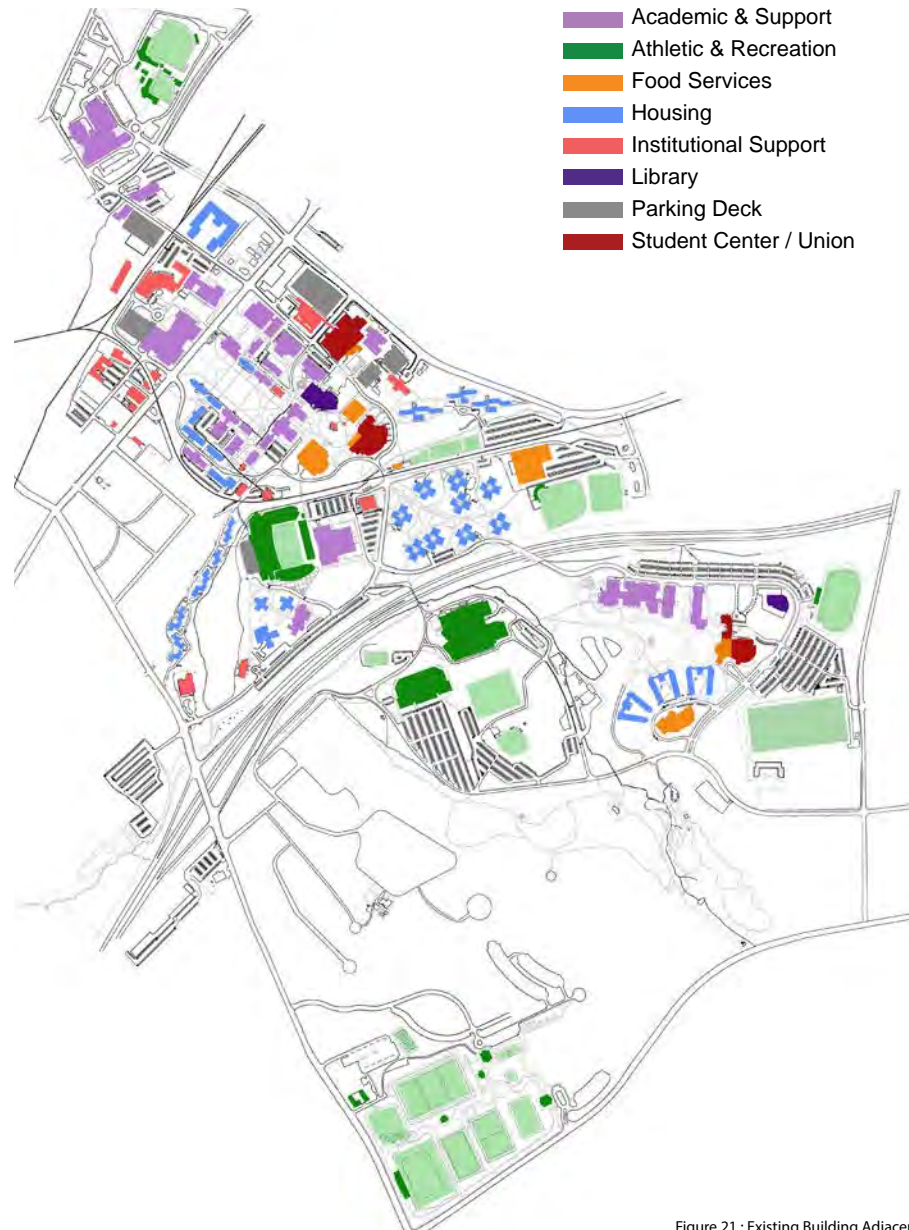 Academic & Support
Athletic & Recreation
Food Services
Housing
Institutional Support
Library
Parking Deck
Student Center / Union
Figure 21 : Existing Building